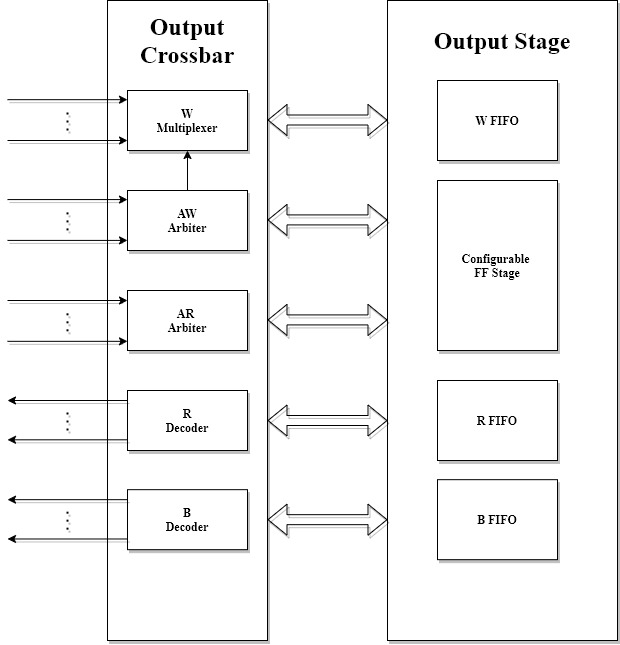 Output
Crossbar
Output Stage
W
Multiplexer
W FIFO
AW
Arbiter
Configurable
FF Stage
AR
Arbiter
R
Decoder
R FIFO
B
Decoder
B FIFO